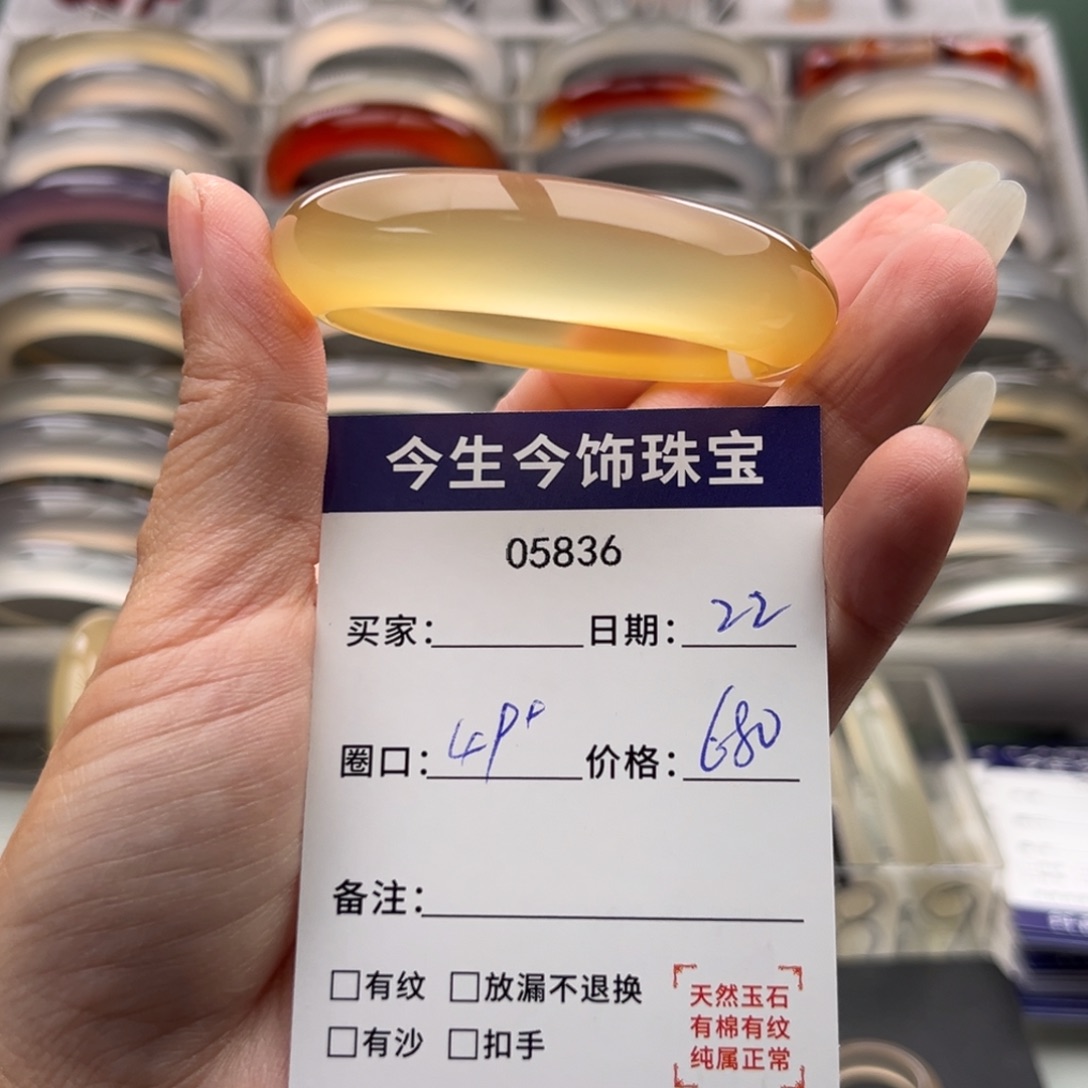 今生今饰珠宝
05836
买家： 日期：22
圈口： 价格：680
备注：
□有纹 □放漏不退换
□有沙 □扣手
天然玉石
有棉有纹
纯属正常